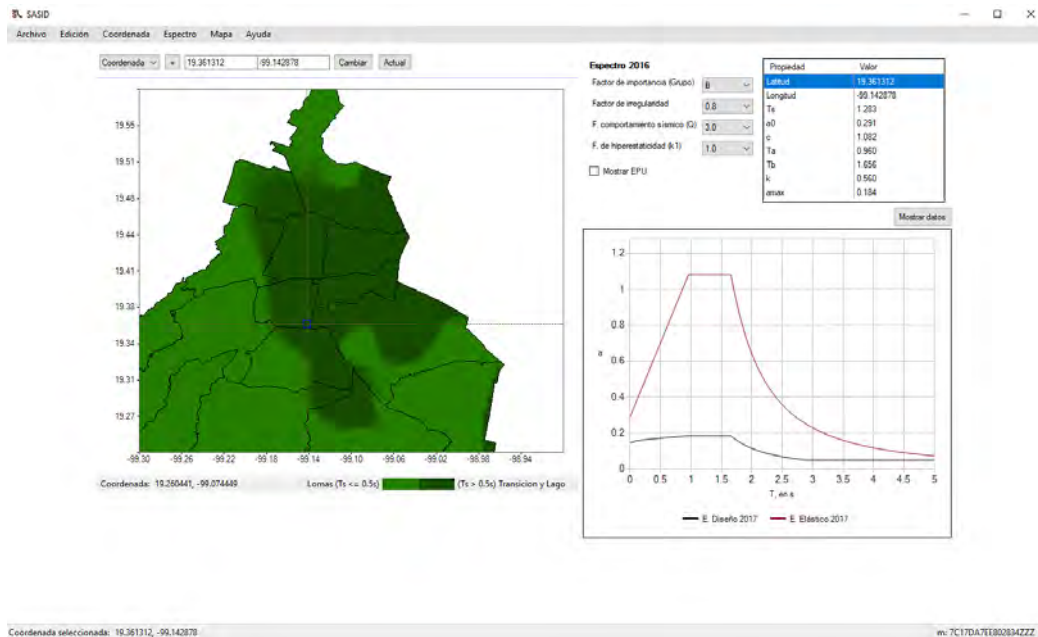 SASID
Archivo Edición Coordenada Espectro Mapa Ayuda
Coordenada + 19.361312 -99.142878 Cambiar Actual
19.55
19.51
19.48
19.44
19.41
19.38
19.34
19.31
19.27
-99.30 -99.26 -99.22 -99.18 -99.14 -99.10 -99.06 -99.02 -98.98 -98.94
Coordenada: 19.260441, -99.074449
Lomas (Ts <= 0.5s) (Ts > 0.5s) Transicion y Lago
Espectro 2016
Factor de importancia (Grupo) B
Factor de irregularidad 0.8
F. comportamiento sísmico (Q) 3.0
F. de hiperestaticidad (k1) 1.0
Mostrar EPU
Propiedad Valor
Latitud 19.361312
Longitud -99.142878
Ts 1.283
a0 0.291
c 1.082
Ta 0.960
Tb 1.656
k 0.560
amax 0.184
Mostrar datos
1.2
1
0.8
a
0.6
0.4
0.2
0
0 0.5 1 1.5 2 2.5 3 3.5 4 4.5 5
T, en s
E. Diseño 2017 E. Elástico 2017
Coordenada seleccionada: 19.361312, -99.142878
m: 7C17DA7EE802834ZZZ